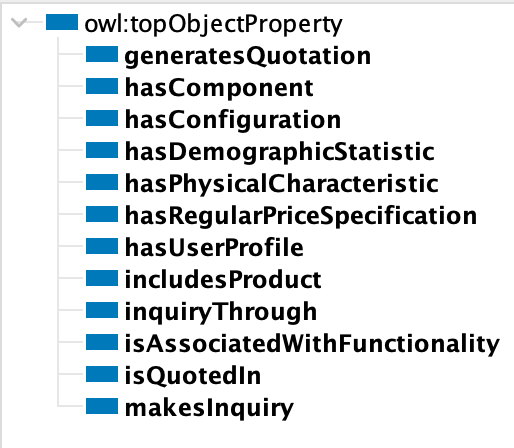 owl:topObjectProperty
generatesQuotation
hasComponent
hasConfiguration
hasDemographicStatistic
hasPhysicalCharacteristic
hasRegularPriceSpecification
hasUserProfile
includesProduct
inquiryThrough
isAssociatedWithFunctionality
isQuotedIn
makesInquiry